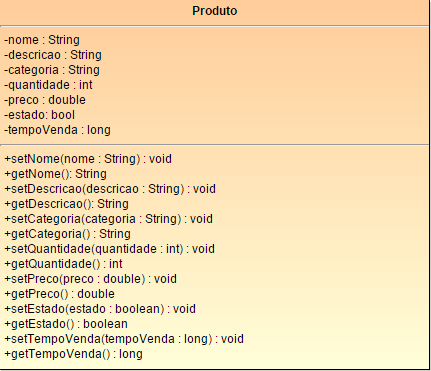 Produto
-nome : String
-descricao : String
-categoria : String
-quantidade : int
-preco : double
-estado: bool
-tempoVenda : long
+setNome(nome : String) : void
+getNome(): String
+setDescricao(descricao : String) : void
+getDescricao(): String
+setCategoria(categoria : String) : void
+getCategoria() : String
+setQuantidade(quantidade : int) : void
+getQuantidade() : int
+setPreco(preco : double) : void
+getPreco() : double
+setEstado(estado : boolean) : void
+getEstado() : boolean
+setTempoVenda(tempoVenda : long) : void
+getTempoVenda() : long